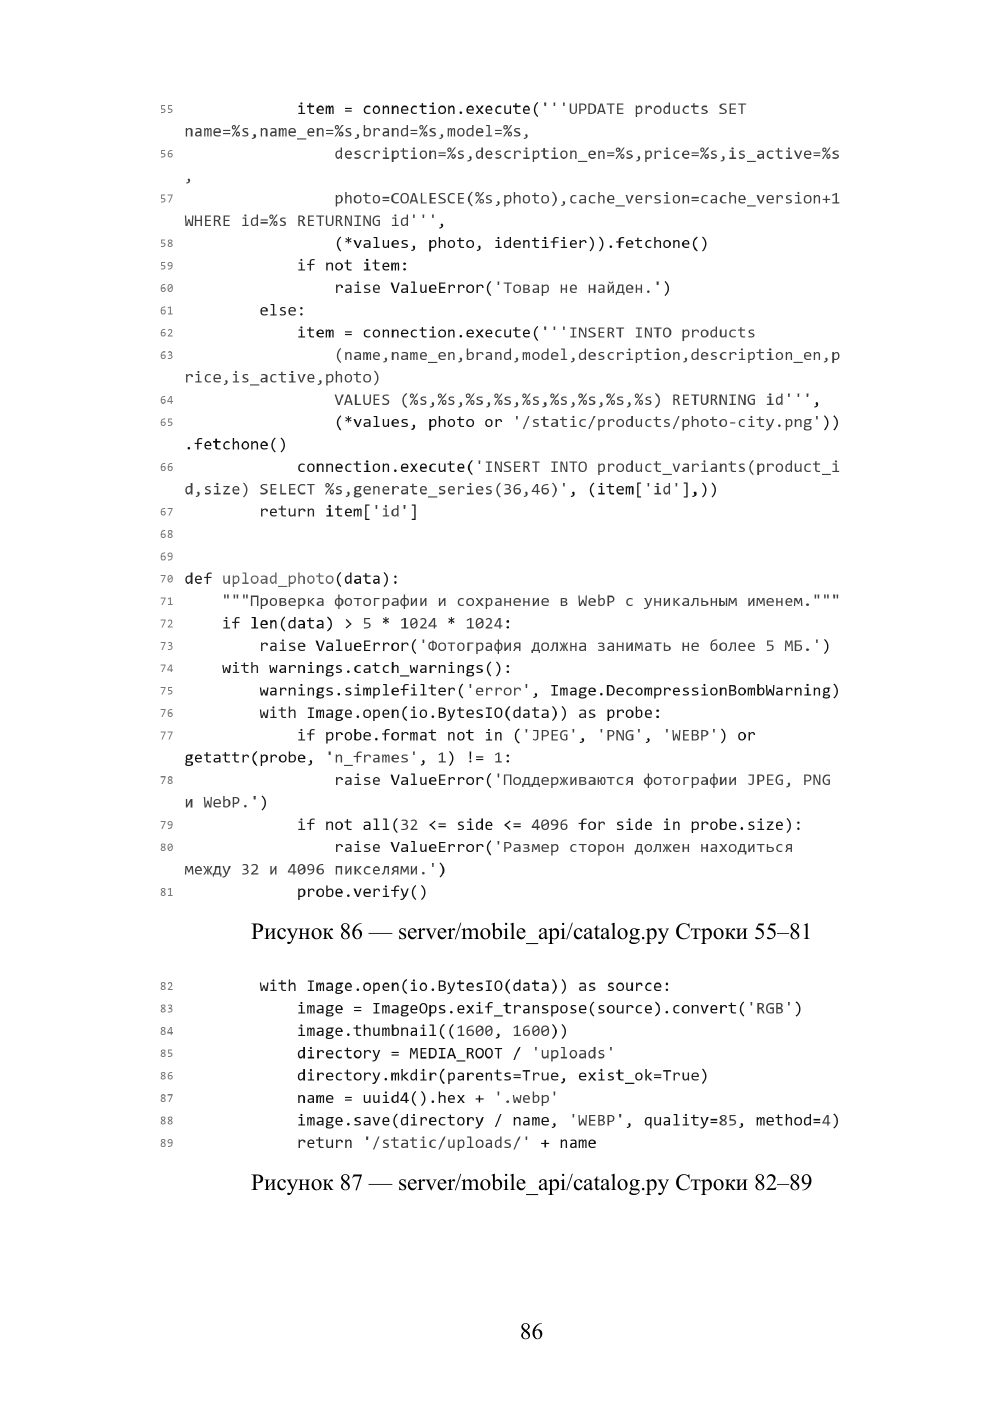 55 item = connection.execute('''UPDATE products SET
name=%s,name_en=%s,brand=%s,model=%s,
56 description=%s,description_en=%s,price=%s,is_active=%s
,
57 photo=COALESCE(%s,photo),cache_version=cache_version+1
WHERE id=%s RETURNING id''',
58 (*values, photo, identifier)).fetchone()
59 if not item:
60 raise ValueError('Товар не найден.')
61 else:
62 item = connection.execute('''INSERT INTO products
63 (name,name_en,brand,model,description,description_en,p
rice,is_active,photo)
64 VALUES (%s,%s,%s,%s,%s,%s,%s,%s,%s) RETURNING id''',
65 (*values, photo or '/static/products/photo-city.png'))
.fetchone()
66 connection.execute('INSERT INTO product_variants(product_i
d,size) SELECT %s,generate_series(36,46)', (item['id'],))
67 return item['id']
68
69
70 def upload_photo(data):
71 """Проверка фотографии и сохранение в WebP с уникальным именем."""
72 if len(data) > 5 * 1024 * 1024:
73 raise ValueError('Фотография должна занимать не более 5 МБ.')
74 with warnings.catch_warnings():
75 warnings.simplefilter('error', Image.DecompressionBombWarning)
76 with Image.open(io.BytesIO(data)) as probe:
77 if probe.format not in ('JPEG', 'PNG', 'WEBP') or
getattr(probe, 'n_frames', 1) != 1:
78 raise ValueError('Поддерживаются фотографии JPEG, PNG
и WebP.')
79 if not all(32 <= side <= 4096 for side in probe.size):
80 raise ValueError('Размер сторон должен находиться
между 32 и 4096 пикселями.')
81 probe.verify()
Рисунок 86 — server/mobile_api/catalog.py Строки 55–81
82 with Image.open(io.BytesIO(data)) as source:
83 image = ImageOps.exif_transpose(source).convert('RGB')
84 image.thumbnail((1600, 1600))
85 directory = MEDIA_ROOT / 'uploads'
86 directory.mkdir(parents=True, exist_ok=True)
87 name = uuid4().hex + '.webp'
88 image.save(directory / name, 'WEBP', quality=85, method=4)
89 return '/static/uploads/' + name
Рисунок 87 — server/mobile_api/catalog.py Строки 82–89
86